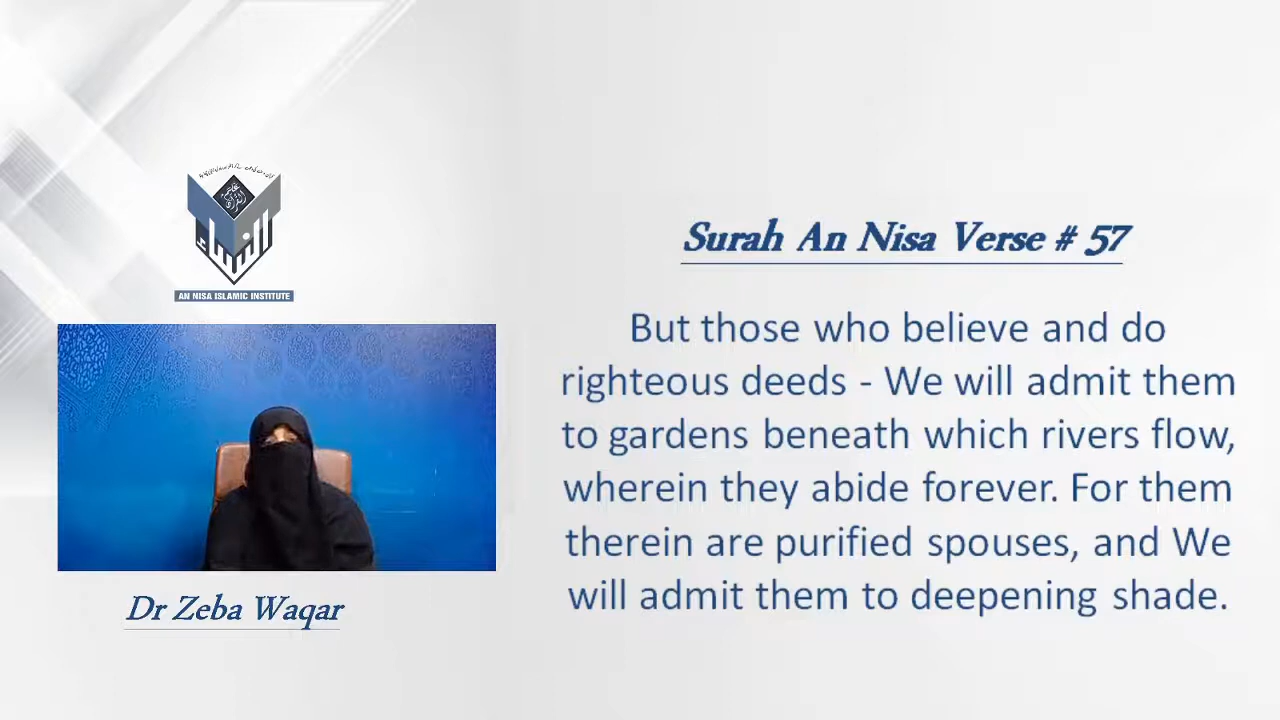 النساء
AN NISA ISLAMIC INSTITUTE
Dr Zeba Waqar
Surah An Nisa Verse # 57
But those who believe and do
righteous deeds - We will admit them
to gardens beneath which rivers flow,
wherein they abide forever. For them
therein are purified spouses, and We
will admit them to deepening shade.